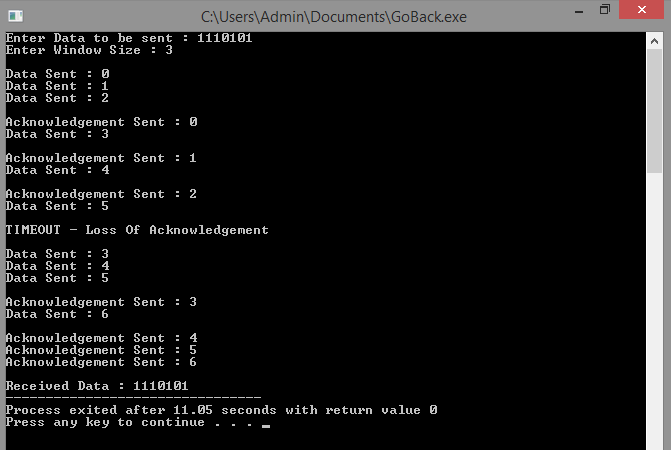 C:\Users\Admin\Documents\GoBack.exe
Enter Data to be sent : 1110101
Enter Window Size : 3
Data Sent : 0
Data Sent : 1
Data Sent : 2
Acknowledgement Sent : 0
Data Sent : 3
Acknowledgement Sent : 1
Data Sent : 4
Acknowledgement Sent : 2
Data Sent : 5
TIMEOUT - Loss Of Acknowledgement
Data Sent : 3
Data Sent : 4
Data Sent : 5
Acknowledgement Sent : 3
Data Sent : 6
Acknowledgement Sent : 4
Acknowledgement Sent : 5
Acknowledgement Sent : 6
Received Data : 1110101
--------------------------------
Process exited after 11.05 seconds with return value 0
Press any key to continue . . . _